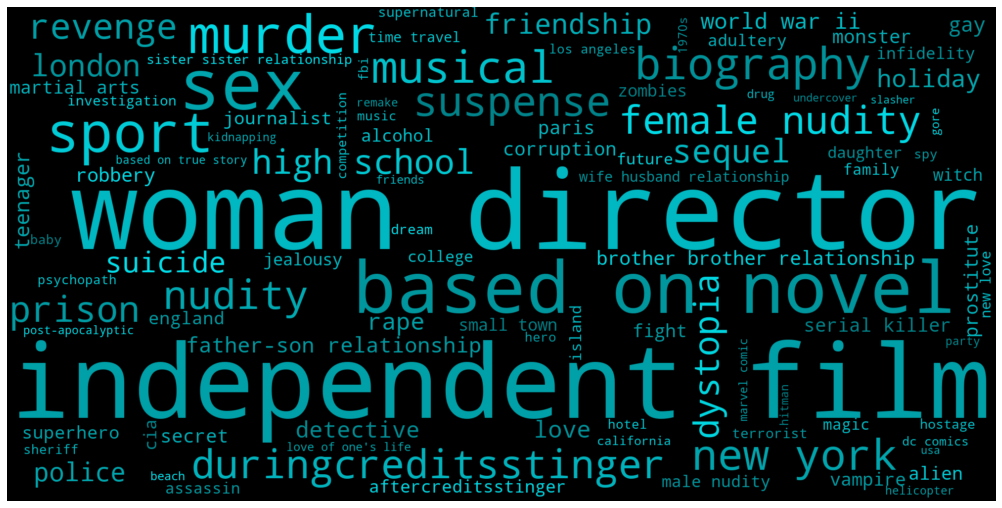 supernatural
revenge
murder
friendship
world war ii
gay
time travel
1970s
adultery
monster
london
sister sister relationship
fbi
los angeles
infidelity
sex
musical
biography
martial arts
zombies
holiday
investigation
competition
remake
suspense
drug
undercover
slasher
journalist
music
female nudity
gore
sport
kidnapping
alcohol
paris
based on true story
high school
corruption
future
sequel
daughter
spy
robbery
friends
wife husband relationship
family
witch
teenager
woman director
baby
dream
suicide
jealousy
college
brother brother relationship
prostitute
new love
psychopath
nudity
based on novel
prison
post-apocalyptic
england
rape
small town
island
fight
dystopia
serial killer
father-son relationship
hero
party
independent film
marvel comic
hitman
superhero
cia
secret
detective
love
hotel
california
terrorist
magic
hostage
sheriff
love of one's life
dc comics
usa
police
beach
duringcreditsstinger
new york
alien
assassin
aftercreditsstinger
male nudity
vampire
helicopter